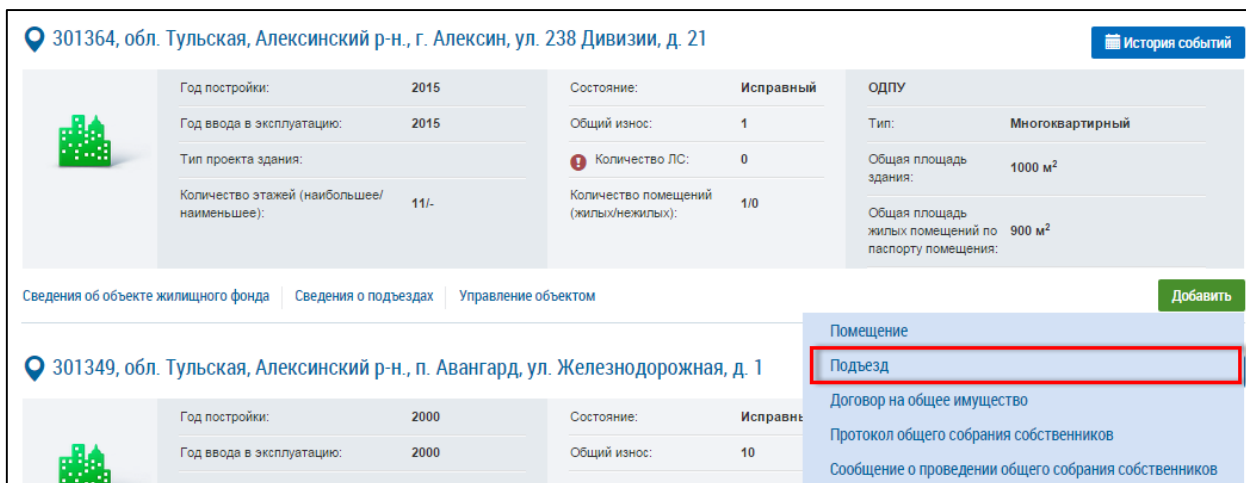 301364, обл. Тульская, Алексинский р-н., г. Алексин, ул. 238 Дивизии, д. 21
История событий
Год постройки: 2015
Год ввода в эксплуатацию: 2015
Тип проекта здания:
Количество этажей (наибольшее/
наименьшее): 11/-
Состояние: Исправный
Общий износ: 1
Количество ЛС: 0
Количество помещений
(жилых/нежилых): 1/0
ОДПУ
Тип: Многоквартирный
Общая площадь
здания: 1000 м²
Общая площадь
жилых помещений по 900 м²
паспорту помещения:
Сведения об объекте жилищного фонда Сведения о подъездах Управление объектом
Добавить
Помещение
Подъезд
Договор на общее имущество
Протокол общего собрания собственников
Сообщение о проведении общего собрания собственников
301349, обл. Тульская, Алексинский р-н., п. Авангард, ул. Железнодорожная, д. 1
Год постройки: 2000
Год ввода в эксплуатацию: 2000
Состояние: Исправны
Общий износ: 10